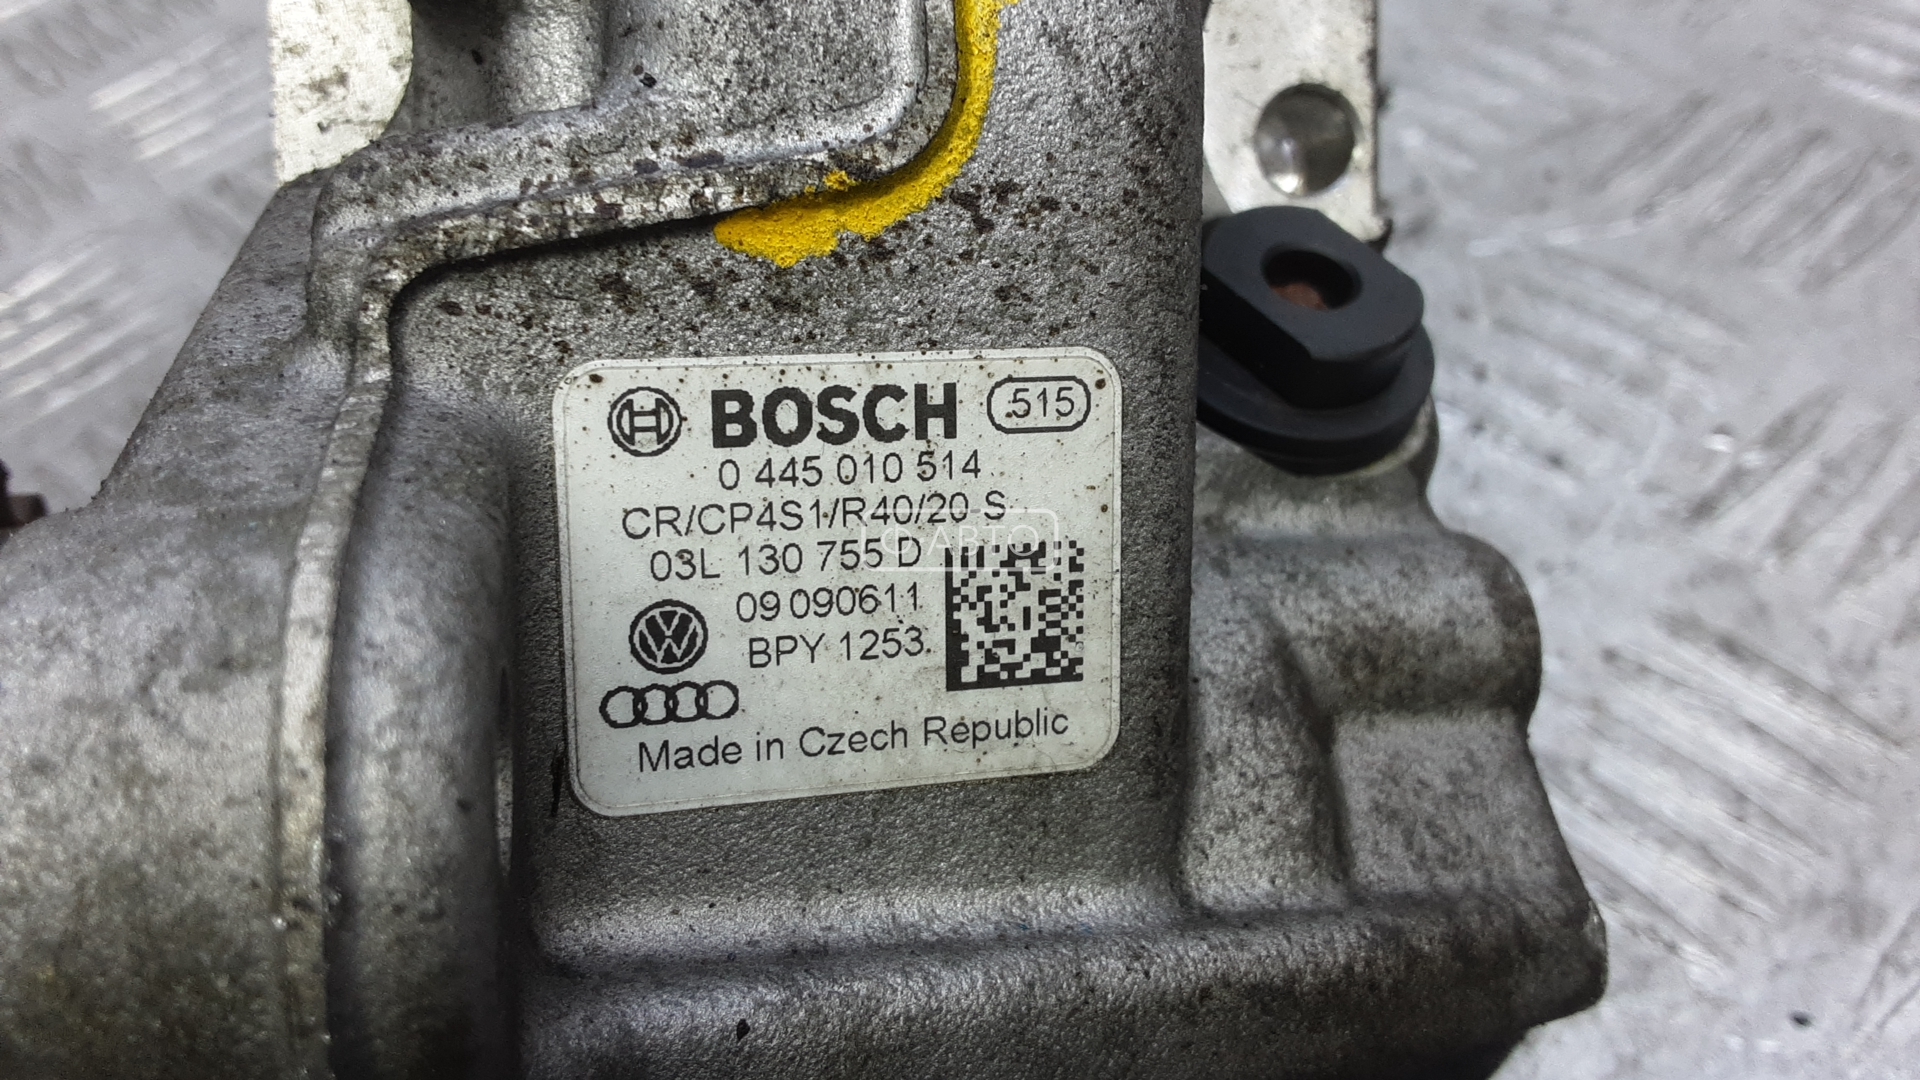 BOSCH 515
0 445 010 514
CR/CP4S1/R40/20 S
03L 130 755 D
09 090611
BPY 1253
Made in Czech Republic
АВТО